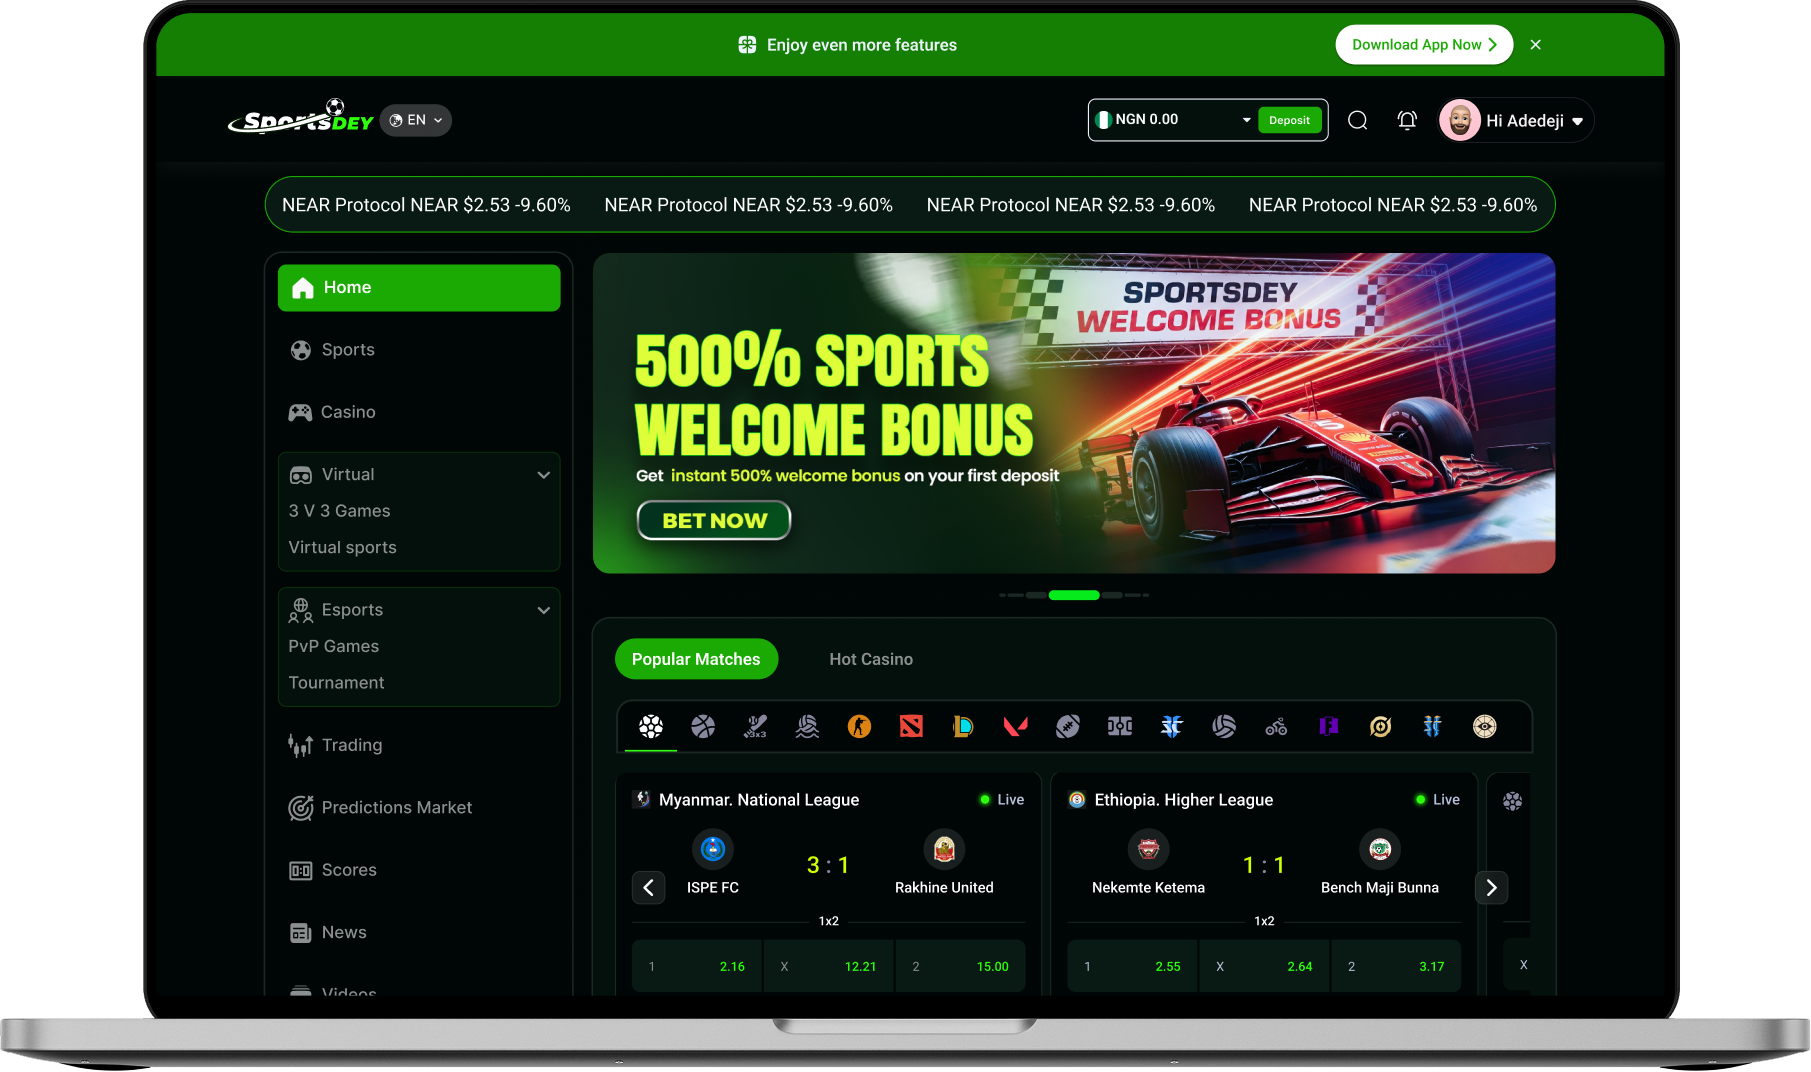 Enjoy even more features
Download App Now
SportsDEY
EN
NGN 0.00
Deposit
Hi Adedeji
NEAR Protocol NEAR $2.53 -9.60%
NEAR Protocol NEAR $2.53 -9.60%
NEAR Protocol NEAR $2.53 -9.60%
NEAR Protocol NEAR $2.53 -9.60%
Home
Sports
Casino
Virtual
3 V 3 Games
Virtual sports
Esports
PvP Games
Tournament
Trading
Predictions Market
Scores
News
Videos
SPORTSDEY
WELCOME BONUS
500% SPORTS
WELCOME BONUS
Get instant 500% welcome bonus on your first deposit
BET NOW
Popular Matches
Hot Casino
3x3
Myanmar. National League
Live
ISPE FC
3 : 1
Rakhine United
1x2
1 2.16
X 12.21
2 15.00
Ethiopia. Higher League
Live
Nekemte Ketema
1 : 1
Bench Maji Bunna
1x2
1 2.55
X 2.64
2 3.17
X